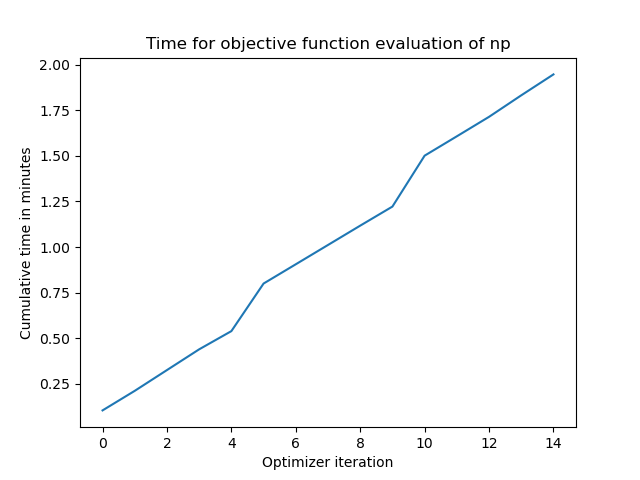 Time for objective function evaluation of np
2.00
1.75
1.50
1.25
1.00
0.75
0.50
0.25
Cumulative time in minutes
0 2 4 6 8 10 12 14
Optimizer iteration